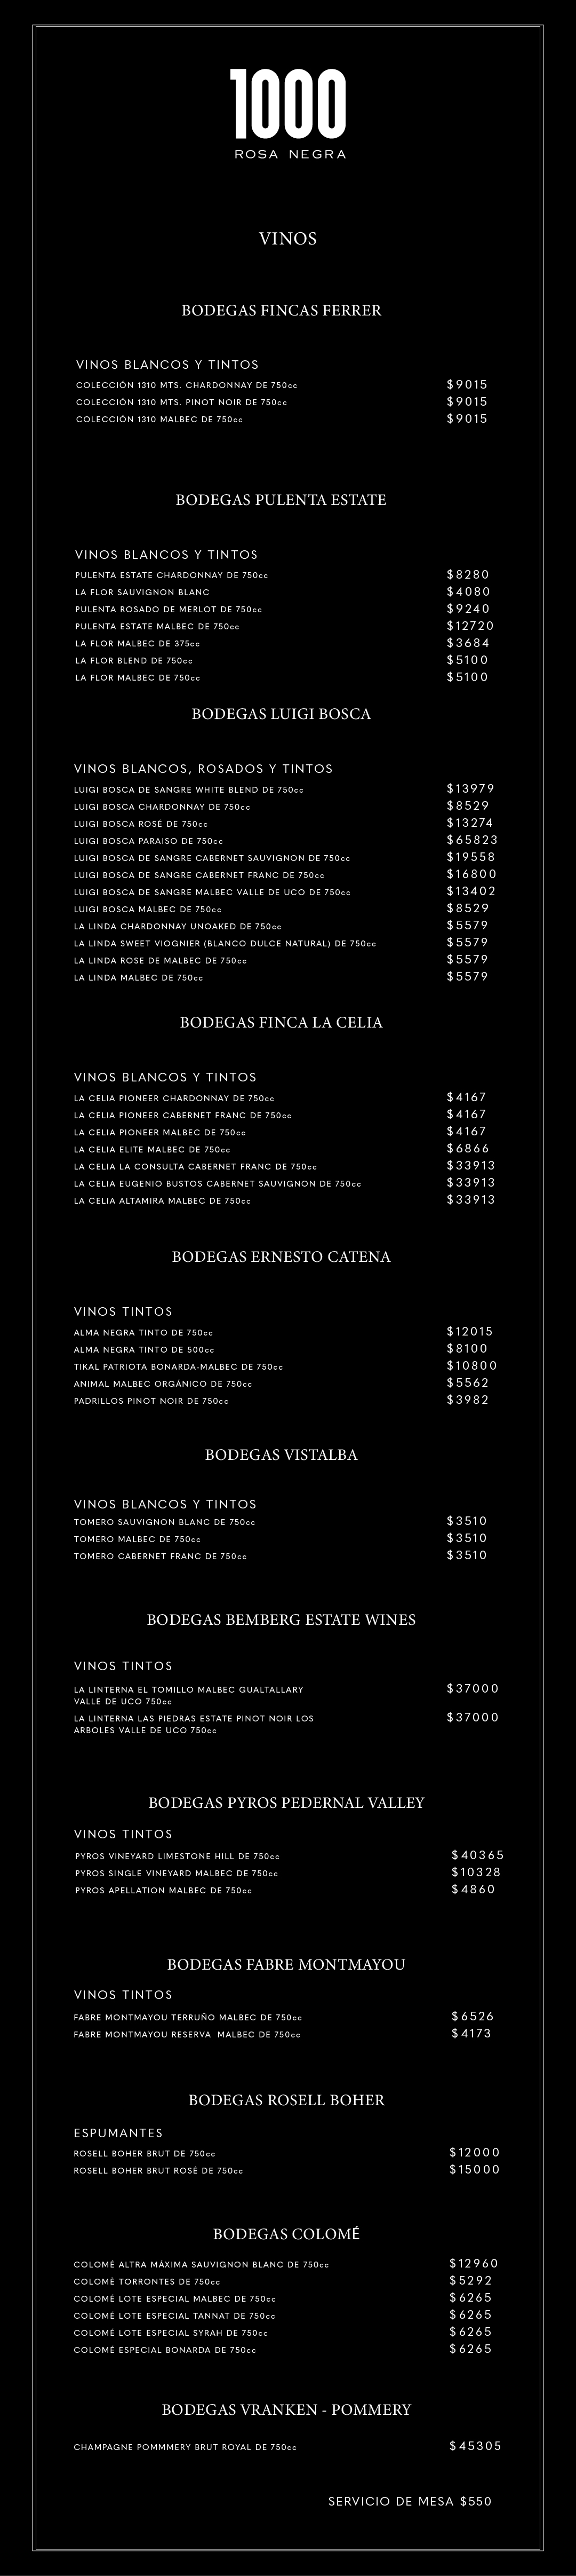 1000
ROSA NEGRA
VINOS
BODEGAS FINCAS FERRER
VINOS BLANCOS Y TINTOS
COLECCIÓN 1310 MTS. CHARDONNAY DE 750cc $9015
COLECCIÓN 1310 MTS. PINOT NOIR DE 750cc $9015
COLECCIÓN 1310 MALBEC DE 750cc $9015
BODEGAS PULENTA ESTATE
VINOS BLANCOS Y TINTOS
PULENTA ESTATE CHARDONNAY DE 750cc $8280
LA FLOR SAUVIGNON BLANC $4080
PULENTA ROSADO DE MERLOT DE 750cc $9240
PULENTA ESTATE MALBEC DE 750cc $12720
LA FLOR MALBEC DE 375cc $3684
LA FLOR BLEND DE 750cc $5100
LA FLOR MALBEC DE 750cc $5100
BODEGAS LUIGI BOSCA
VINOS BLANCOS, ROSADOS Y TINTOS
LUIGI BOSCA DE SANGRE WHITE BLEND DE 750cc $13979
LUIGI BOSCA CHARDONNAY DE 750cc $8529
LUIGI BOSCA ROSÉ DE 750cc $13274
LUIGI BOSCA PARAISO DE 750cc $65823
LUIGI BOSCA DE SANGRE CABERNET SAUVIGNON DE 750cc $19558
LUIGI BOSCA DE SANGRE CABERNET FRANC DE 750cc $16800
LUIGI BOSCA DE SANGRE MALBEC VALLE DE UCO DE 750cc $13402
LUIGI BOSCA MALBEC DE 750cc $8529
LA LINDA CHARDONNAY UNOAKED DE 750cc $5579
LA LINDA SWEET VIOGNIER (BLANCO DULCE NATURAL) DE 750cc $5579
LA LINDA ROSE DE MALBEC DE 750cc $5579
LA LINDA MALBEC DE 750cc $5579
BODEGAS FINCA LA CELIA
VINOS BLANCOS Y TINTOS
LA CELIA PIONEER CHARDONNAY DE 750cc $4167
LA CELIA PIONEER CABERNET FRANC DE 750cc $4167
LA CELIA PIONEER MALBEC DE 750cc $4167
LA CELIA ELITE MALBEC DE 750cc $6866
LA CELIA LA CONSULTA CABERNET FRANC DE 750cc $33913
LA CELIA EUGENIO BUSTOS CABERNET SAUVIGNON DE 750cc $33913
LA CELIA ALTAMIRA MALBEC DE 750cc $33913
BODEGAS ERNESTO CATENA
VINOS TINTOS
ALMA NEGRA TINTO DE 750cc $12015
ALMA NEGRA TINTO DE 500cc $8100
TIKAL PATRIOTA BONARDA-MALBEC DE 750cc $10800
ANIMAL MALBEC ORGÁNICO DE 750cc $5562
PADRILLOS PINOT NOIR DE 750cc $3982
BODEGAS VISTALBA
VINOS BLANCOS Y TINTOS
TOMERO SAUVIGNON BLANC DE 750cc $3510
TOMERO MALBEC DE 750cc $3510
TOMERO CABERNET FRANC DE 750cc $3510
BODEGAS BEMBERG ESTATE WINES
VINOS TINTOS
LA LINTERNA EL TOMILLO MALBEC GUALTALLARY $37000
VALLE DE UCO 750cc
LA LINTERNA LAS PIEDRAS ESTATE PINOT NOIR LOS $37000
ARBOLES VALLE DE UCO 750cc
BODEGAS PYROS PEDERNAL VALLEY
VINOS TINTOS
PYROS VINEYARD LIMESTONE HILL DE 750cc $40365
PYROS SINGLE VINEYARD MALBEC DE 750cc $10328
PYROS APELLATION MALBEC DE 750cc $4860
BODEGAS FABRE MONTMAYOU
VINOS TINTOS
FABRE MONTMAYOU TERRUÑO MALBEC DE 750cc $6526
FABRE MONTMAYOU RESERVA MALBEC DE 750cc $4173
BODEGAS ROSELL BOHER
ESPUMANTES
ROSELL BOHER BRUT DE 750cc $12000
ROSELL BOHER BRUT ROSÉ DE 750cc $15000
BODEGAS COLOMÉ
COLOMÉ ALTRA MÁXIMA SAUVIGNON BLANC DE 750cc $12960
COLOMÉ TORRONTES DE 750cc $5292
COLOMÉ LOTE ESPECIAL MALBEC DE 750cc $6265
COLOMÉ LOTE ESPECIAL TANNAT DE 750cc $6265
COLOMÉ LOTE ESPECIAL SYRAH DE 750cc $6265
COLOMÉ ESPECIAL BONARDA DE 750cc $6265
BODEGAS VRANKEN - POMMERY
CHAMPAGNE POMMMERY BRUT ROYAL DE 750cc $45305
SERVICIO DE MESA $550